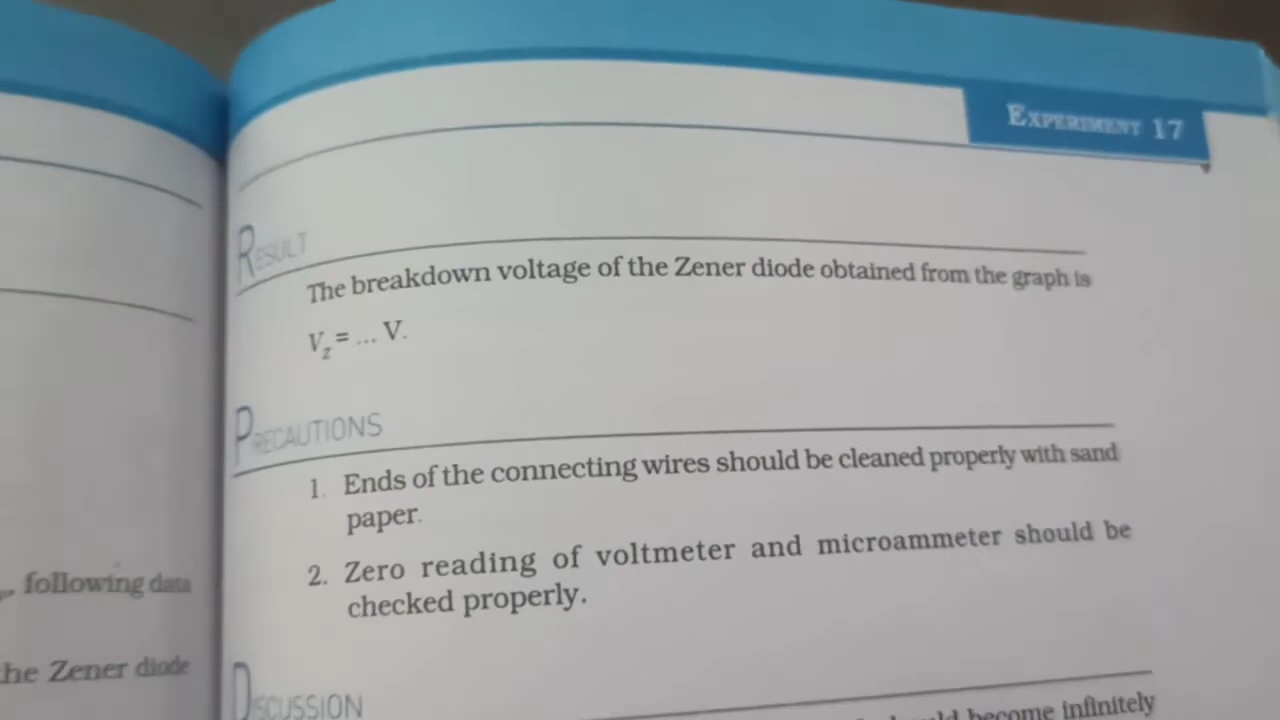 EXPERIMENT 17
RESULT
The breakdown voltage of the Zener diode obtained from the graph is
Vz = ... V.
PRECAUTIONS
1. Ends of the connecting wires should be cleaned properly with sand
paper.
2. Zero reading of voltmeter and microammeter should be
checked properly.
following data
the Zener diode
DISCUSSION
become infinitely